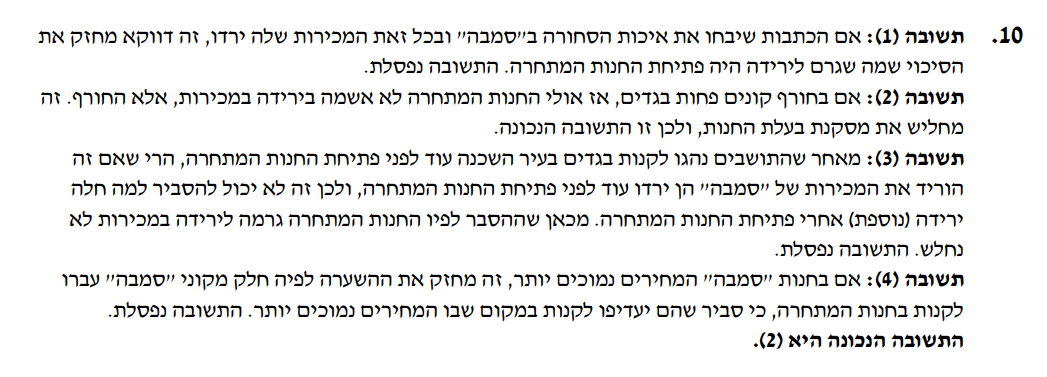 10. תשובה (1): אם הכתבות שיבחו את איכות הסחורה ב"סמבה" ובכל זאת המכירות שלה ירדו, זה דווקא מחזק את
הסיכוי שמה שגרם לירידה היה פתיחת החנות המתחרה. התשובה נפסלת.
תשובה (2): אם בחורף קונים פחות בגדים, אז אולי החנות המתחרה לא אשמה בירידה במכירות, אלא החורף. זה
מחליש את מסקנת בעלת החנות, ולכן זו התשובה הנכונה.
תשובה (3): מאחר שהתושבים נהגו לקנות בגדים בעיר השכנה עוד לפני פתיחת החנות המתחרה, הרי שאם זה
הוריד את המכירות של "סמבה" הן ירדו עוד לפני פתיחת החנות המתחרה, ולכן זה לא יכול להסביר למה חלה
ירידה (נוספת) אחרי פתיחת החנות המתחרה. מכאן שההסבר לפיו החנות המתחרה גרמה לירידה במכירות לא
נחלש. התשובה נפסלת.
תשובה (4): אם בחנות "סמבה" המחירים נמוכים יותר, זה מחזק את ההשערה לפיה חלק מקוני "סמבה" עברו
לקנות בחנות המתחרה, כי סביר שהם יעדיפו לקנות במקום שבו המחירים נמוכים יותר. התשובה נפסלת.
התשובה הנכונה היא (2).